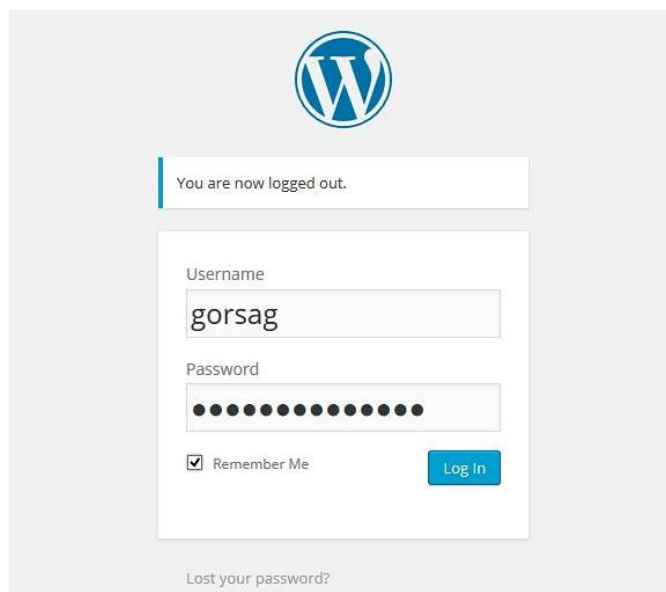 You are now logged out.
Username
gorsag
Password
●●●●●●●●●●●●●●
Remember Me
Log In
Lost your password?